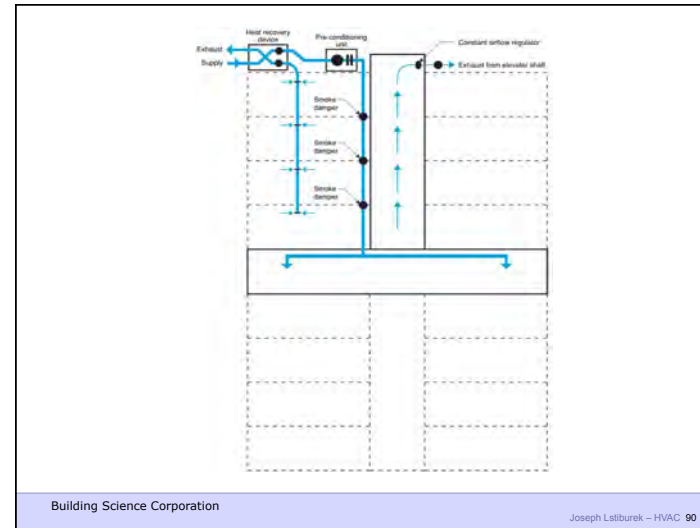 Heat recovery
device
Pre-conditioning
unit
Constant airflow regulator
Exhaust
Supply
Exhaust from elevator shaft
Smoke
damper
Smoke
damper
Smoke
damper
Building Science Corporation
Joseph Lstiburek – HVAC 90